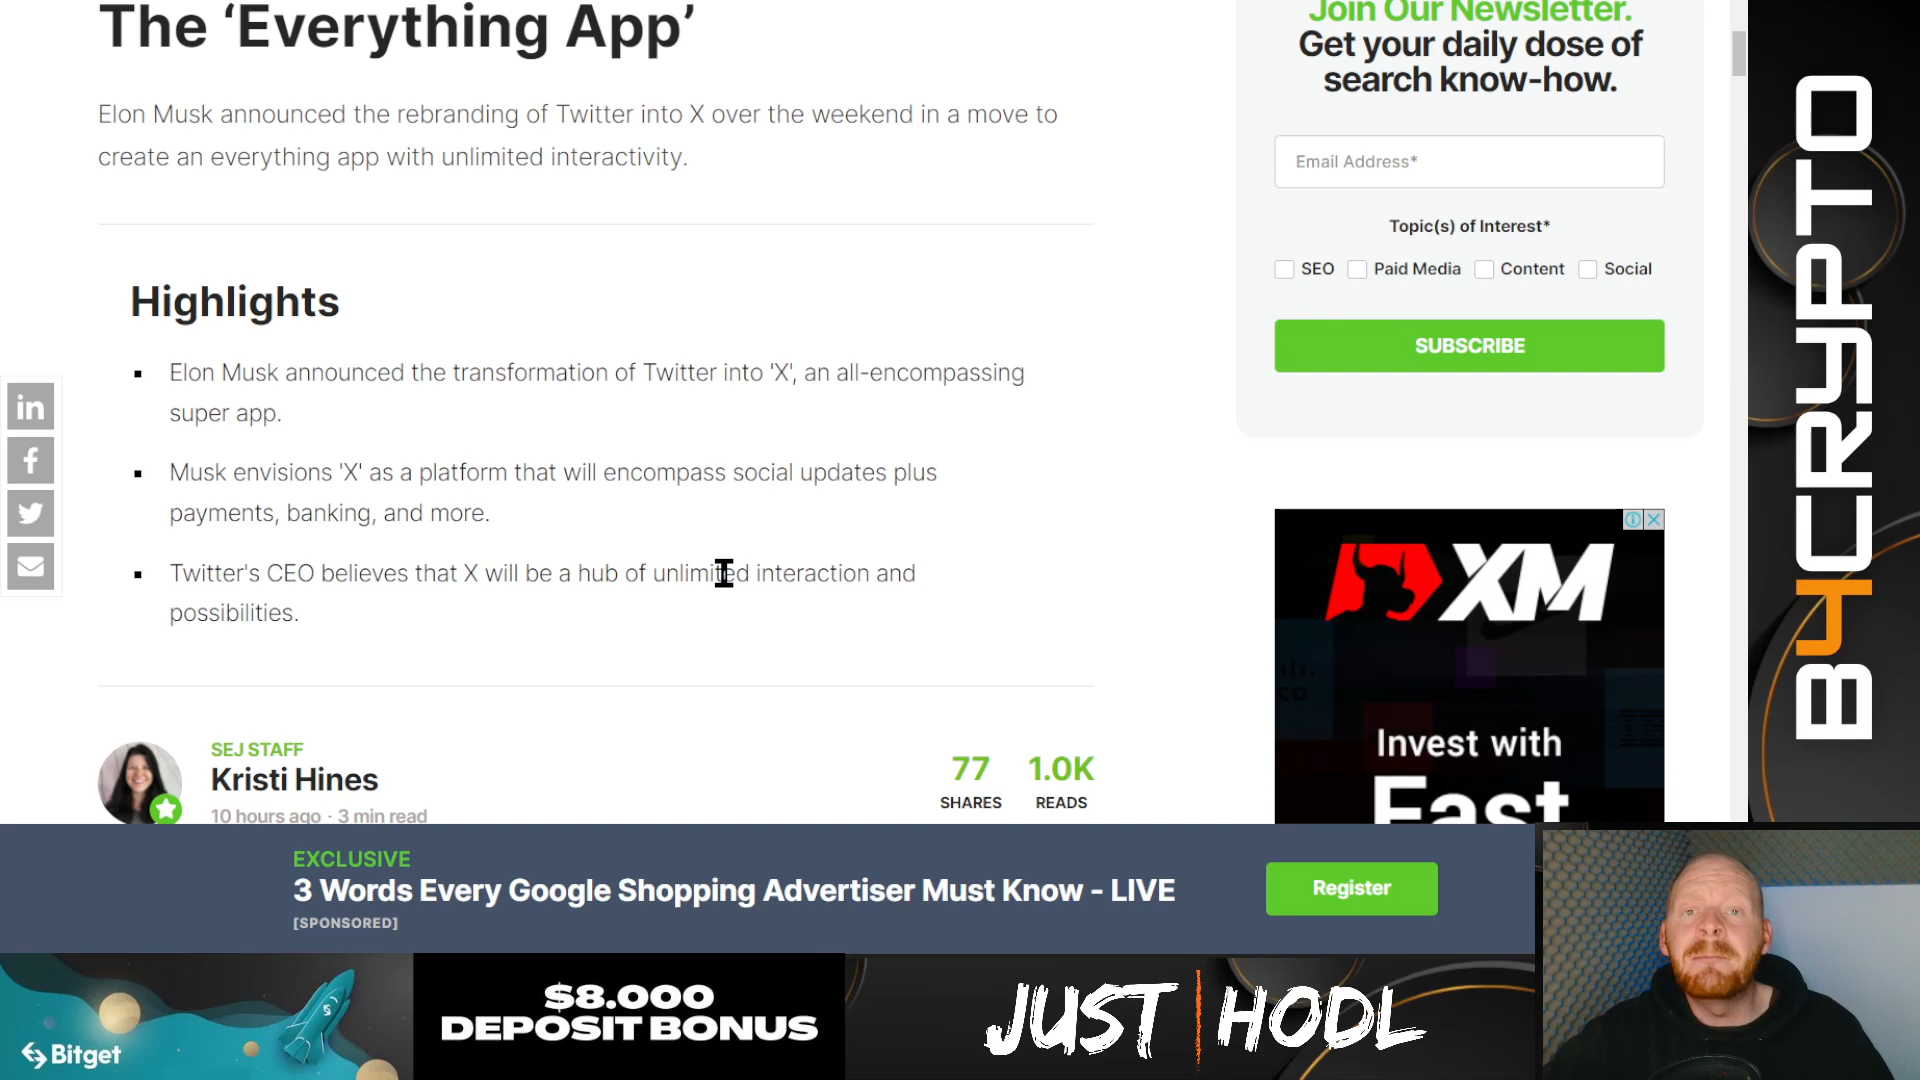 The ‘Everything App’
Elon Musk announced the rebranding of Twitter into X over the weekend in a move to
create an everything app with unlimited interactivity.
Highlights
Elon Musk announced the transformation of Twitter into 'X', an all-encompassing
super app.
Musk envisions 'X' as a platform that will encompass social updates plus
payments, banking, and more.
Twitter's CEO believes that X will be a hub of unlimited interaction and
possibilities.
in
SEJ STAFF
Kristi Hines
10 hours ago · 3 min read
77
SHARES
1.0K
READS
Join Our Newsletter.
Get your daily dose of
search know-how.
Email Address*
Topic(s) of Interest*
SEO Paid Media Content Social
SUBSCRIBE
XM
Invest with
Fast
B4CRYPTO
EXCLUSIVE
3 Words Every Google Shopping Advertiser Must Know - LIVE
[SPONSORED]
Register
Bitget
$8.000
DEPOSIT BONUS
JUST HODL